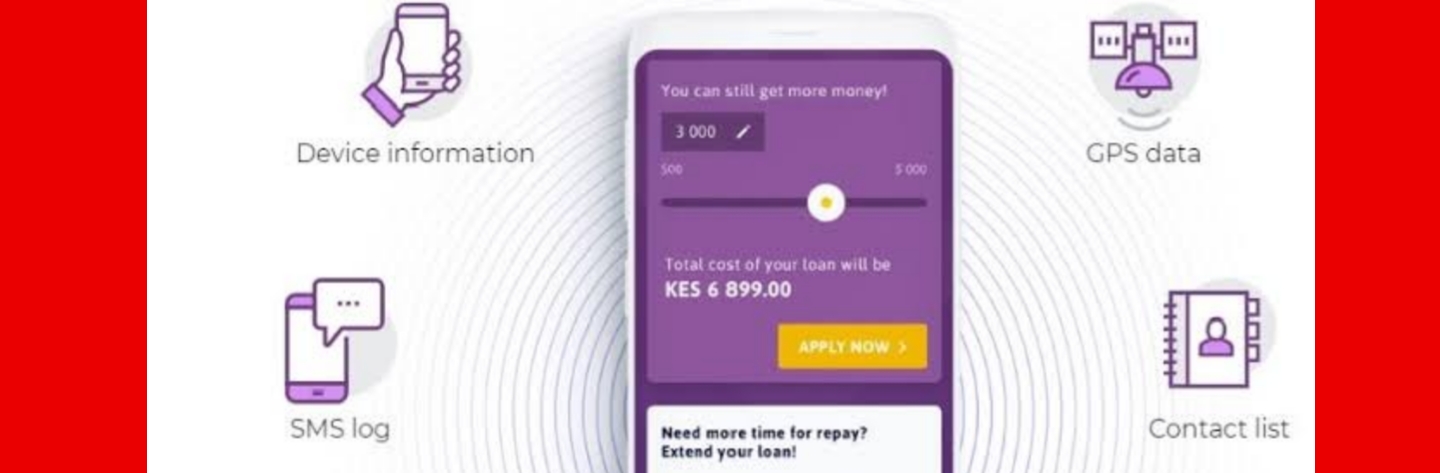 Device information
SMS log
You can still get more money!
3 000
500 5 000
Total cost of your loan will be
KES 6 899.00
APPLY NOW
Need more time for repay?
Extend your loan!
GPS data
Contact list